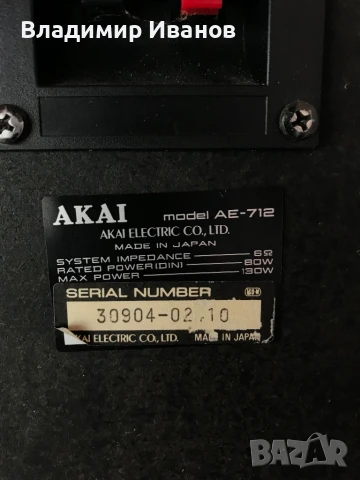 Владимир Иванов
AKAI model AE-712
AKAI ELECTRIC CO., LTD.
MADE IN JAPAN
SYSTEM IMPEDANCE 6Ω
RATED POWER(DIN) 80W
MAX POWER 130W
SERIAL NUMBER
30904-02 10
KAI ELECTRIC CO., LTD. MADE IN JAPAN
BAZAR